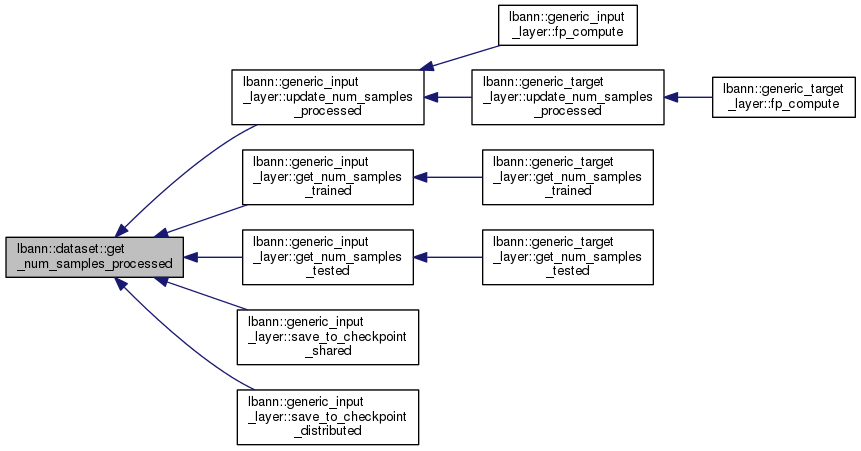 lbann::generic_input
_layer::fp_compute
lbann::generic_input
_layer::update_num_samples
_processed
lbann::generic_target
_layer::update_num_samples
_processed
lbann::generic_target
_layer::fp_compute
lbann::generic_input
_layer::get_num_samples
_trained
lbann::generic_target
_layer::get_num_samples
_trained
lbann::dataset::get
_num_samples_processed
lbann::generic_input
_layer::get_num_samples
_tested
lbann::generic_target
_layer::get_num_samples
_tested
lbann::generic_input
_layer::save_to_checkpoint
_shared
lbann::generic_input
_layer::save_to_checkpoint
_distributed